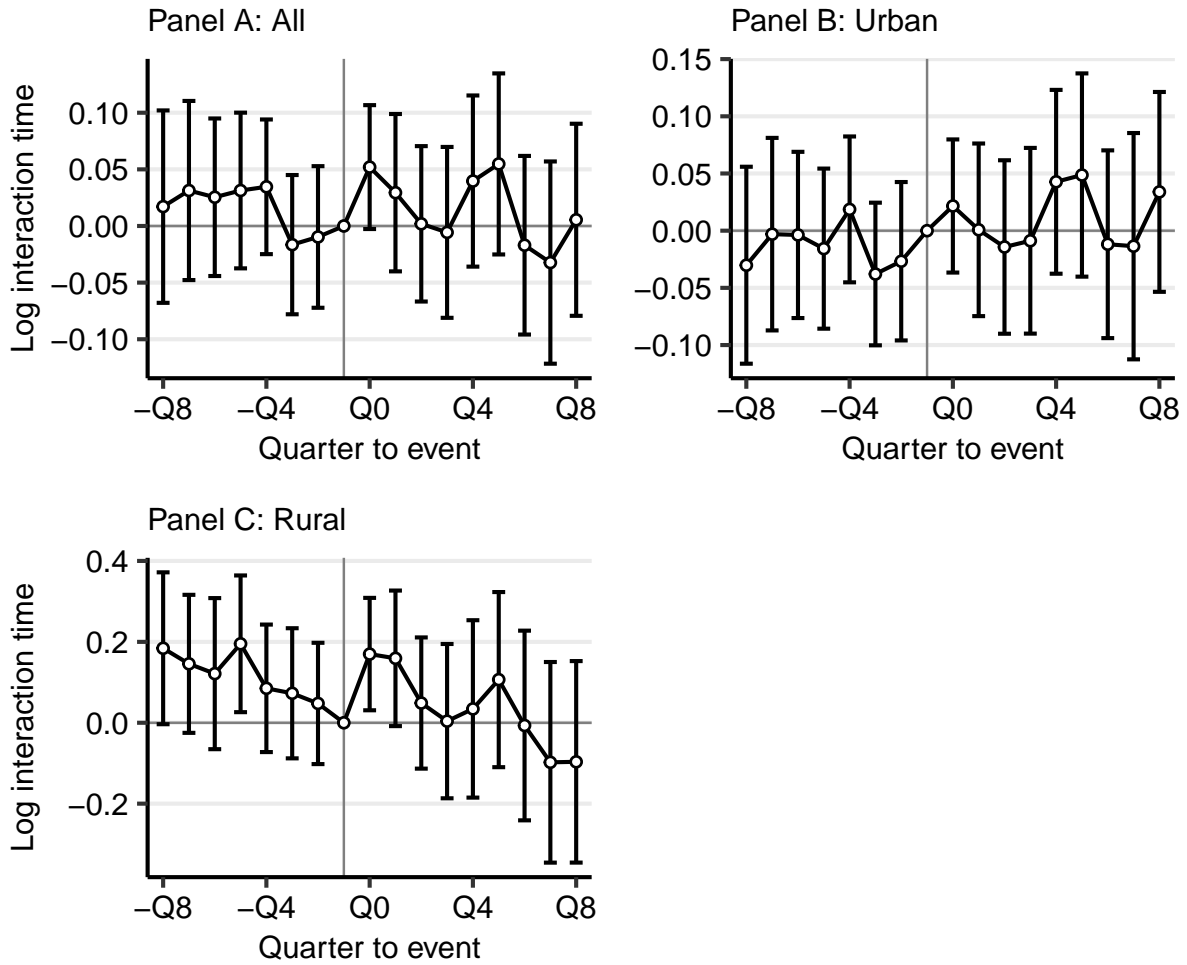 Panel A: All
Log interaction time
0.10
0.05
0.00
−0.05
−0.10
−Q8 −Q4 Q0 Q4 Q8
Quarter to event
Panel B: Urban
0.15
0.10
0.05
0.00
−0.05
−0.10
−Q8 −Q4 Q0 Q4 Q8
Quarter to event
Panel C: Rural
Log interaction time
0.4
0.2
0.0
−0.2
−Q8 −Q4 Q0 Q4 Q8
Quarter to event